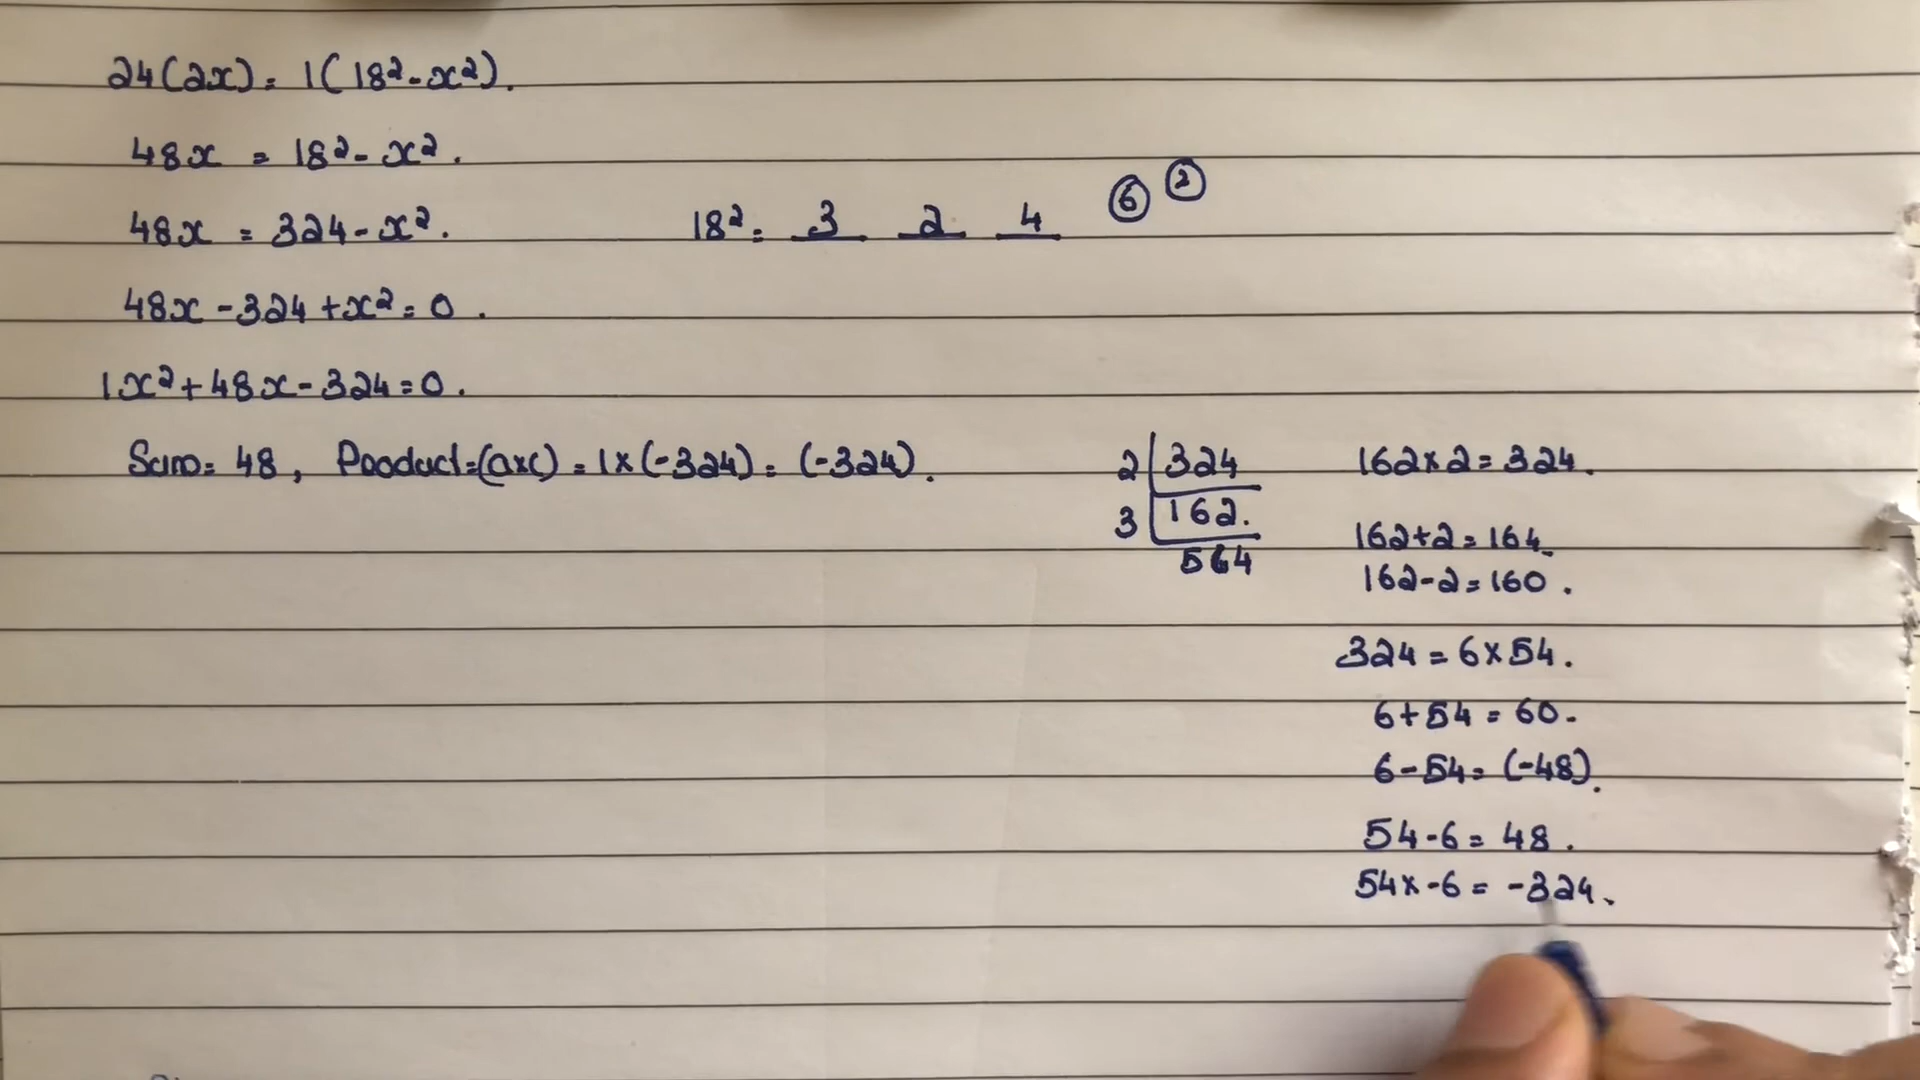 24(2x) = 1(18²-x²).
48x = 18²-x².
48x = 324-x².
18² = 3 2 4
6 2
48x-324+x²=0.
1x²+48x-324=0.
Sum = 48, Product=(axc) = 1x(-324) = (-324).
2 324
3 162.
564
162x2=324.
162+2=164.
162-2=160.
324=6x54.
6+54=60.
6-54=(-48).
54-6=48.
54x-6=-324.